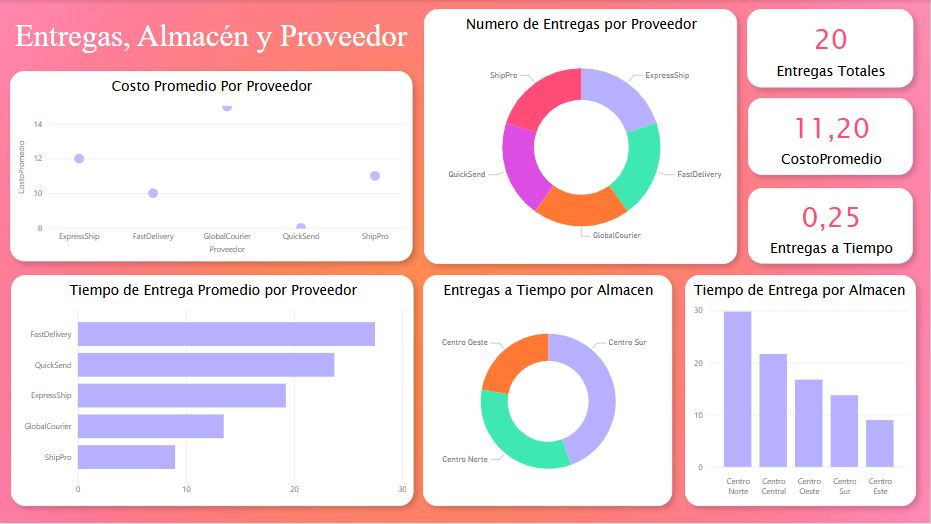 Entregas, Almacén y Proveedor
Costo Promedio Por Proveedor
CostoPromedio
14
12
10
8
ExpressShip
FastDelivery
GlobalCourier
QuickSend
ShipPro
Proveedor
Numero de Entregas por Proveedor
ShipPro
ExpressShip
QuickSend
FastDelivery
GlobalCourier
20
Entregas Totales
11,20
CostoPromedio
0,25
Entregas a Tiempo
Tiempo de Entrega Promedio por Proveedor
FastDelivery
QuickSend
ExpressShip
GlobalCourier
ShipPro
0
10
20
30
Entregas a Tiempo por Almacen
Centro Oeste
Centro Sur
Centro Norte
Tiempo de Entrega por Almacen
30
20
10
0
Centro
Norte
Centro
Central
Centro
Oeste
Centro
Sur
Centro
Este